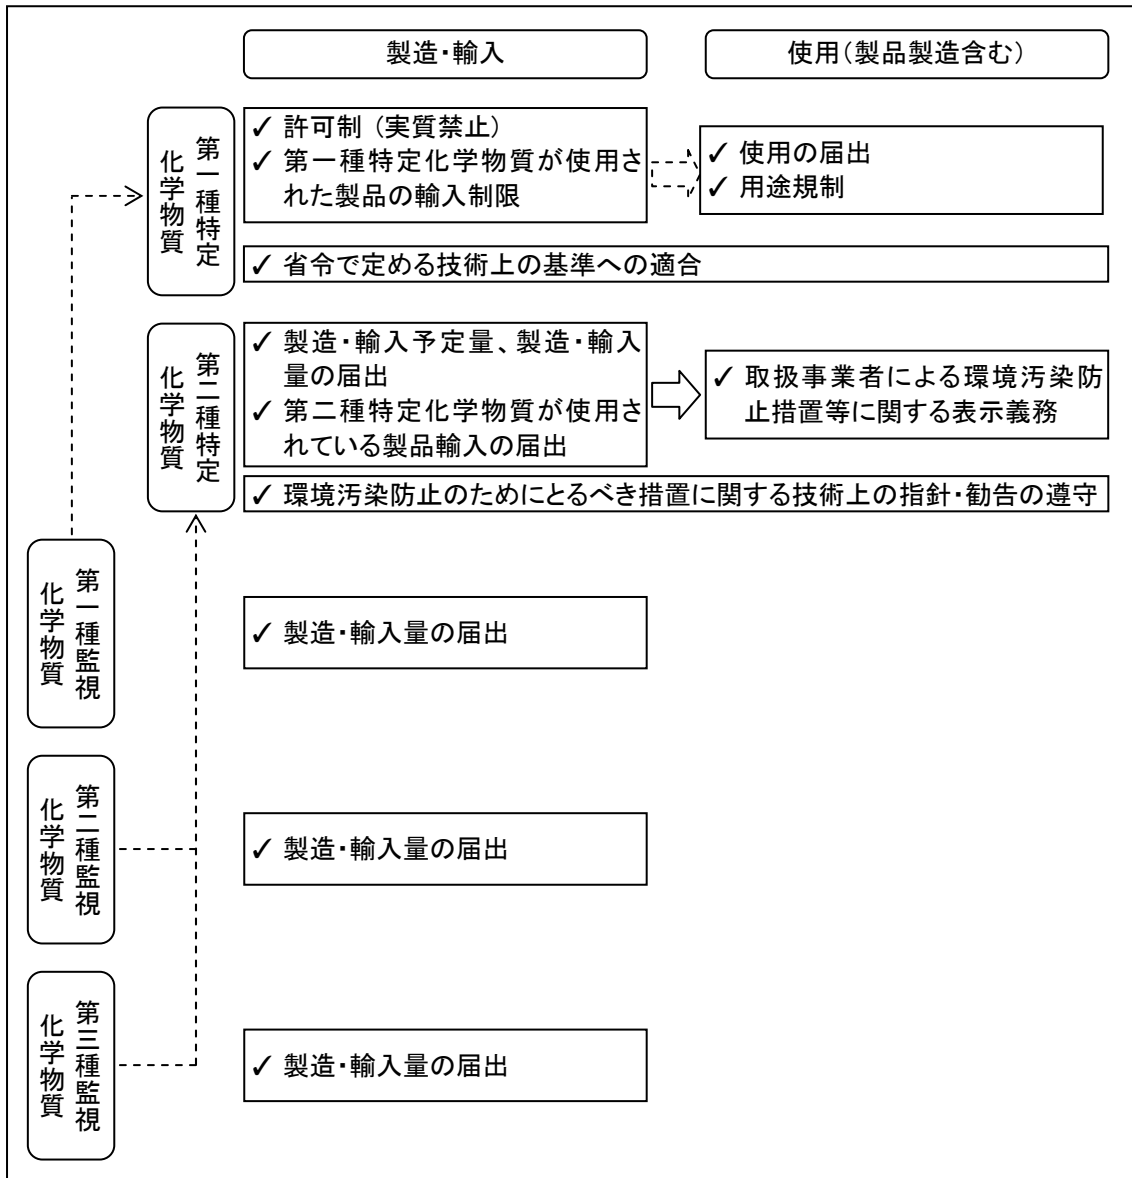 製造・輸入
使用（製品製造含む）
第一種特定
化学物質
✓ 許可制（実質禁止）
✓ 第一種特定化学物質が使用さ
れた製品の輸入制限
✓ 使用の届出
✓ 用途規制
✓ 省令で定める技術上の基準への適合
第二種特定
化学物質
✓ 製造・輸入予定量、製造・輸入
量の届出
✓ 第二種特定化学物質が使用さ
れている製品輸入の届出
✓ 取扱事業者による環境汚染防
止措置等に関する表示義務
✓ 環境汚染防止のためにとるべき措置に関する技術上の指針・勧告の遵守
第一種監視
化学物質
✓ 製造・輸入量の届出
第二種監視
化学物質
✓ 製造・輸入量の届出
第三種監視
化学物質
✓ 製造・輸入量の届出